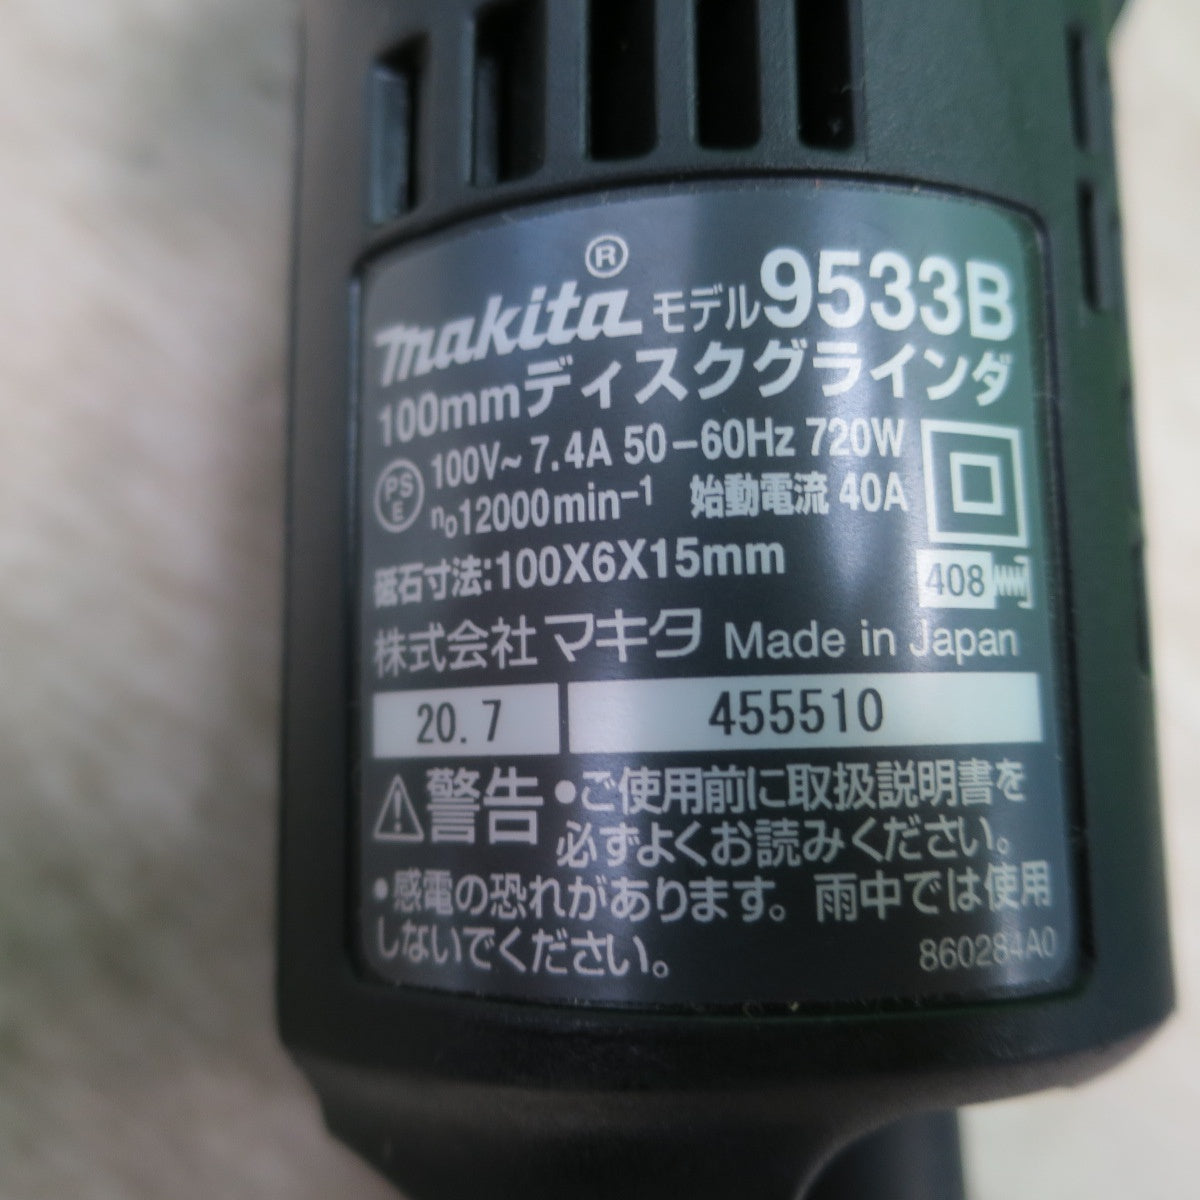 makita® モデル9533B
100mmディスクグラインダ
PSE 100V~ 7.4A 50-60Hz 720W
n₀12000min⁻¹ 始動電流 40A
砥石寸法:100X6X15mm
408
株式会社マキタ Made in Japan
20.7 455510
警告 •ご使用前に取扱説明書を
必ずよくお読みください。
•感電の恐れがあります。雨中では使用
しないでください。
860284A0